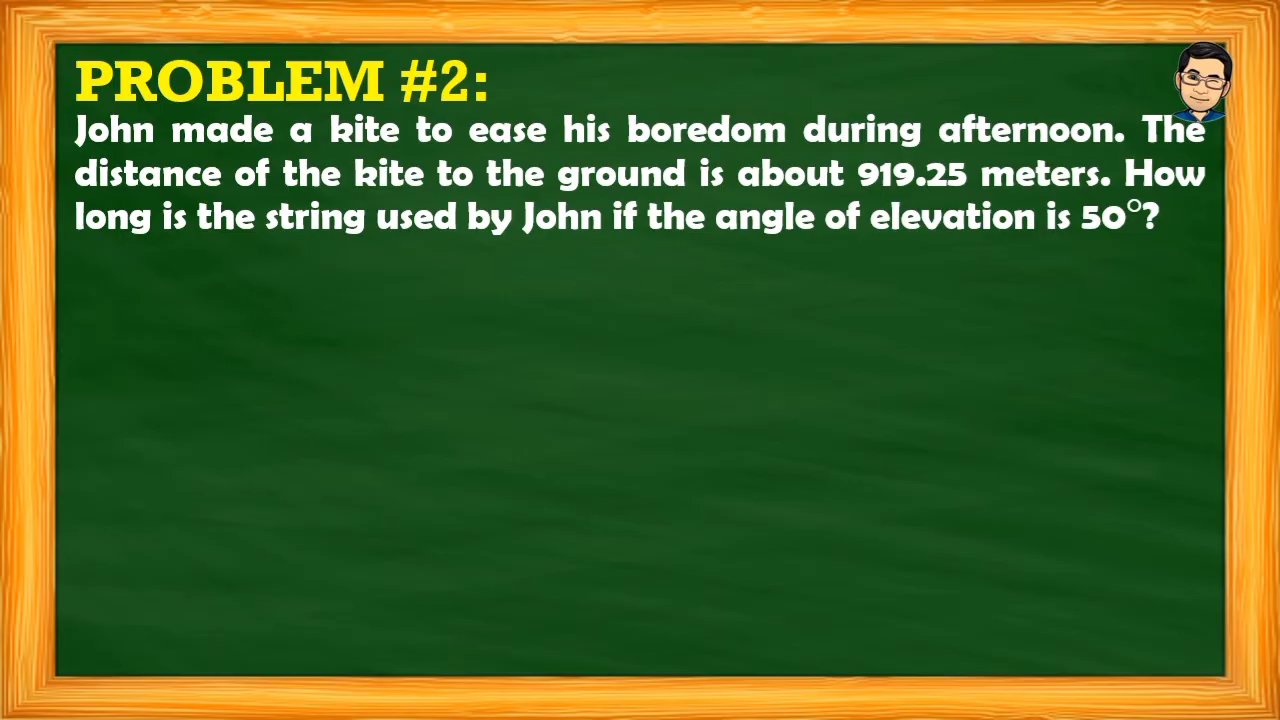 PROBLEM #2:
John made a kite to ease his boredom during afternoon. The
distance of the kite to the ground is about 919.25 meters. How
long is the string used by John if the angle of elevation is 50°?